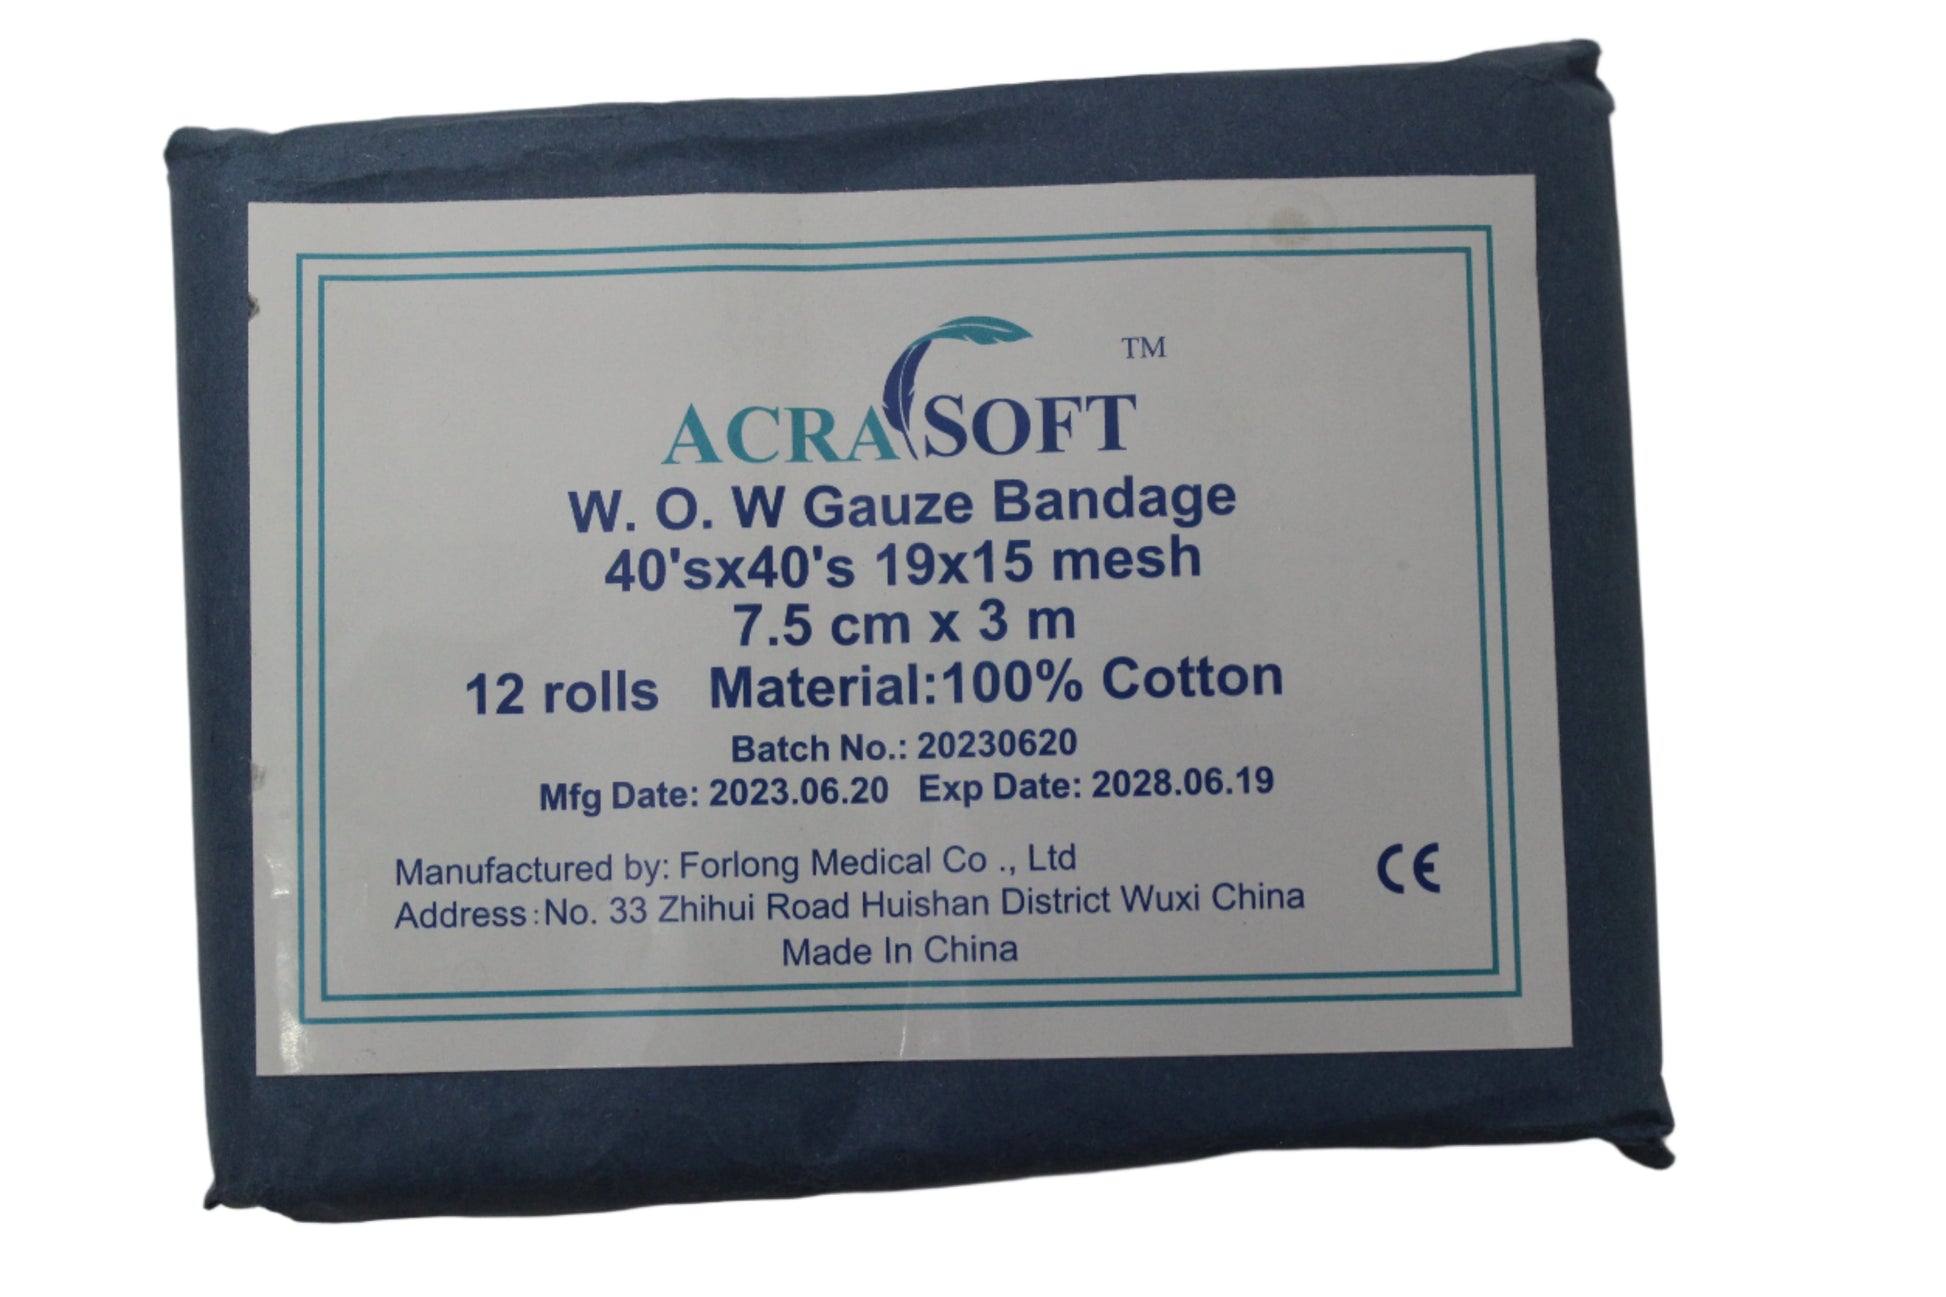 ACRA SOFT TM
W. O. W Gauze Bandage
40'sx40's 19x15 mesh
7.5 cm x 3 m
12 rolls Material:100% Cotton
Batch No.: 20230620
Mfg Date: 2023.06.20 Exp Date: 2028.06.19
Manufactured by: Forlong Medical Co ., Ltd
CE
Address:No. 33 Zhihui Road Huishan District Wuxi China
Made In China